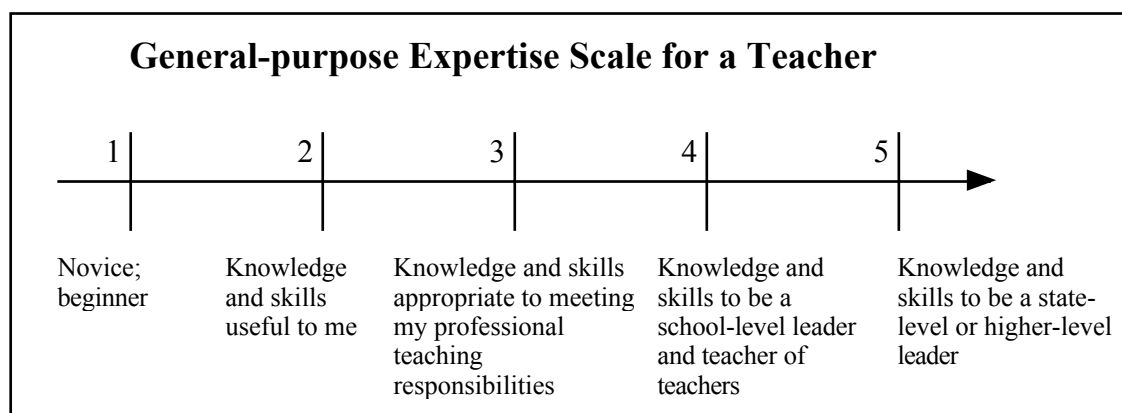 General-purpose Expertise Scale for a Teacher
1
2
3
4
5
Novice;
beginner
Knowledge
and skills
useful to me
Knowledge and skills
appropriate to meeting
my professional
teaching
responsibilities
Knowledge and
skills to be a
school-level leader
and teacher of
teachers
Knowledge and
skills to be a state-
level or higher-level
leader